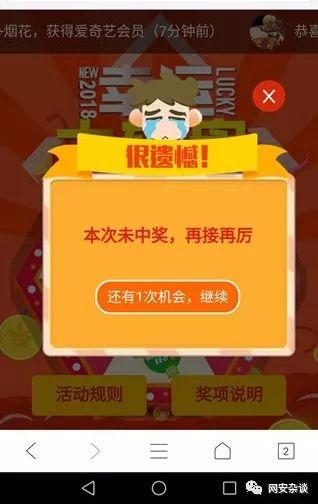 烟花，获得爱奇艺会员（7分钟前）
恭喜
NEW 2018
幸运
LUCKY
很遗憾！
本次未中奖，再接再厉
还有1次机会，继续
活动规则
奖项说明
2
网安杂谈